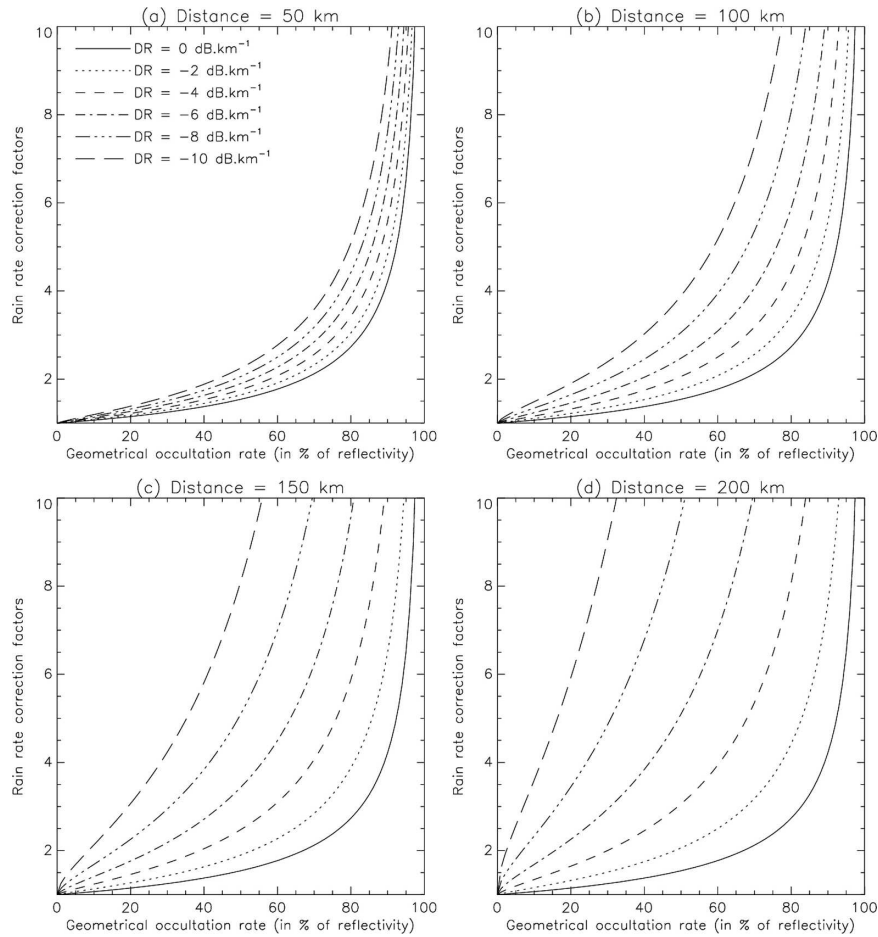 (a) Distance = 50 km
10
8
6
4
2
0 20 40 60 80 100
DR = 0 dB.km⁻¹
DR = −2 dB.km⁻¹
DR = −4 dB.km⁻¹
DR = −6 dB.km⁻¹
DR = −8 dB.km⁻¹
DR = −10 dB.km⁻¹
Rain rate correction factors
Geometrical occultation rate (in % of reflectivity)
(b) Distance = 100 km
10
8
6
4
2
0 20 40 60 80 100
Rain rate correction factors
Geometrical occultation rate (in % of reflectivity)
(c) Distance = 150 km
10
8
6
4
2
0 20 40 60 80 100
Rain rate correction factors
Geometrical occultation rate (in % of reflectivity)
(d) Distance = 200 km
10
8
6
4
2
0 20 40 60 80 100
Rain rate correction factors
Geometrical occultation rate (in % of reflectivity)